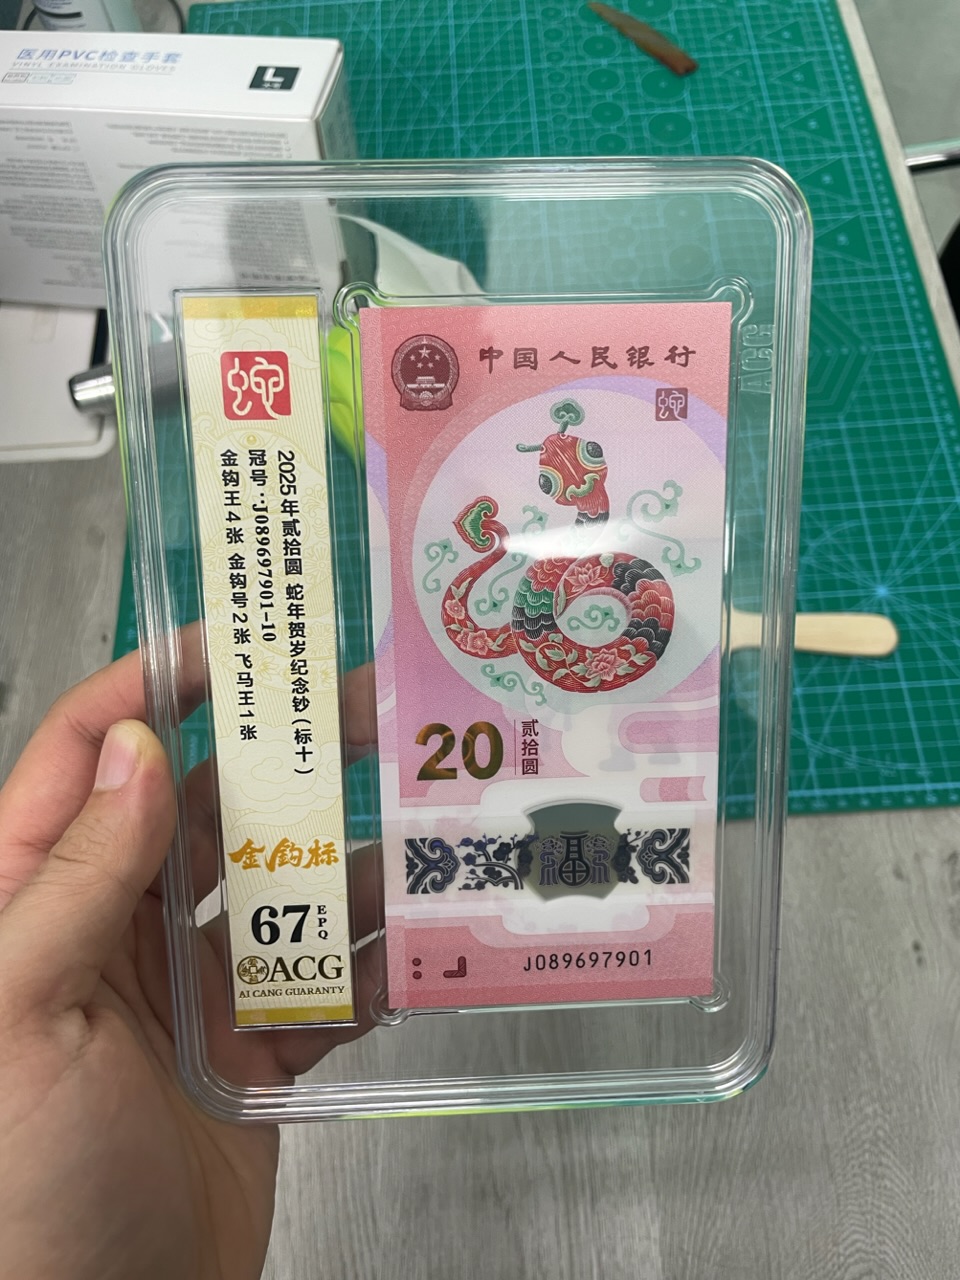 医用PVC检查手套
VINYL EXAMINATION GLOVES
L
蛇
2025年贰拾圆 蛇年贺岁纪念钞(标十)
冠号:J089697901-10
金钩王4张 金钩号2张 飞马王1张
金钩标
67
EPQ
ACG
AI CANG GUARANTY
中国人民银行
蛇
20
贰拾圆
福
J089697901
ACG